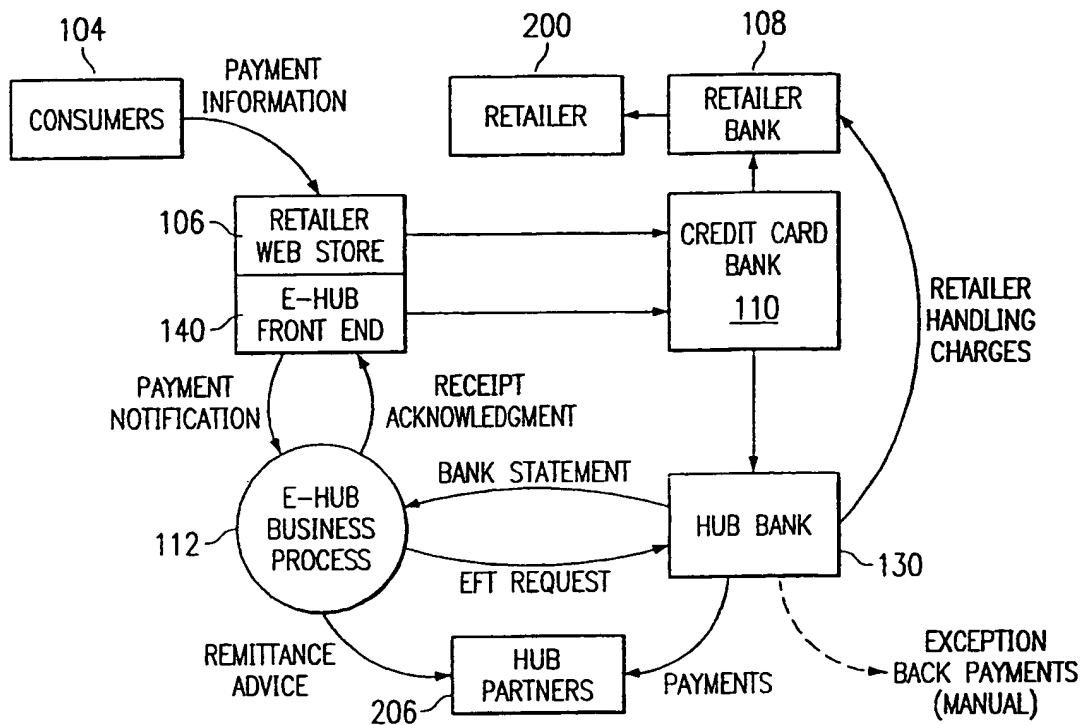 104
CONSUMERS
PAYMENT
INFORMATION
200
RETAILER
108
RETAILER
BANK
106
RETAILER
WEB STORE
140
E-HUB
FRONT END
CREDIT CARD
BANK
110
RETAILER
HANDLING
CHARGES
PAYMENT
NOTIFICATION
RECEIPT
ACKNOWLEDGMENT
112
E-HUB
BUSINESS
PROCESS
BANK STATEMENT
EFT REQUEST
HUB BANK
130
REMITTANCE
ADVICE
HUB
PARTNERS
206
PAYMENTS
EXCEPTION
BACK PAYMENTS
(MANUAL)